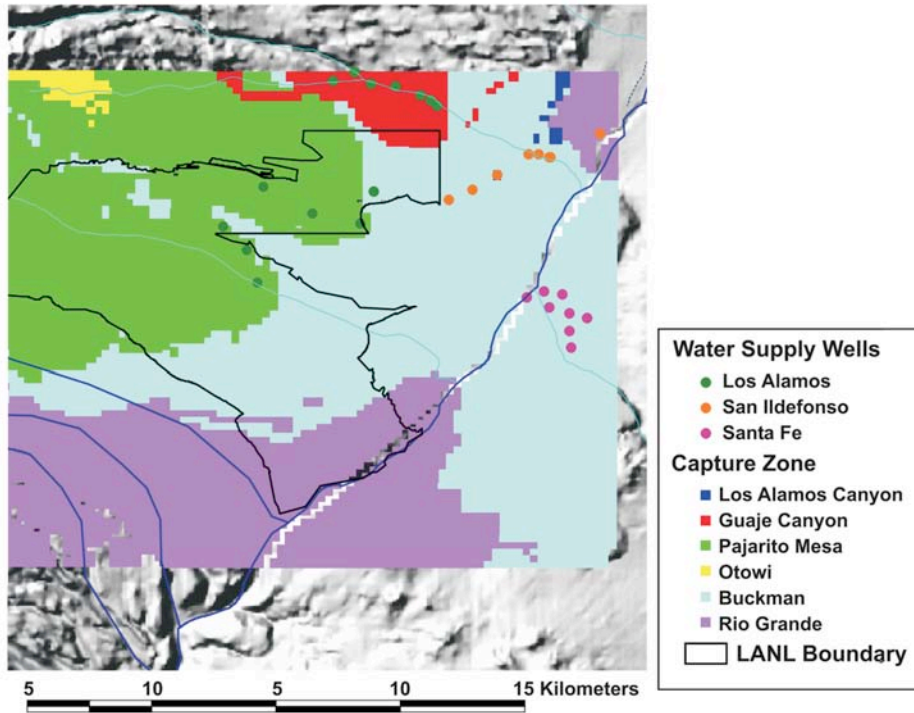 Water Supply Wells
Los Alamos
San Ildefonso
Santa Fe
Capture Zone
Los Alamos Canyon
Guaje Canyon
Pajarito Mesa
Otowi
Buckman
Rio Grande
LANL Boundary
5 10 5 10 15 Kilometers